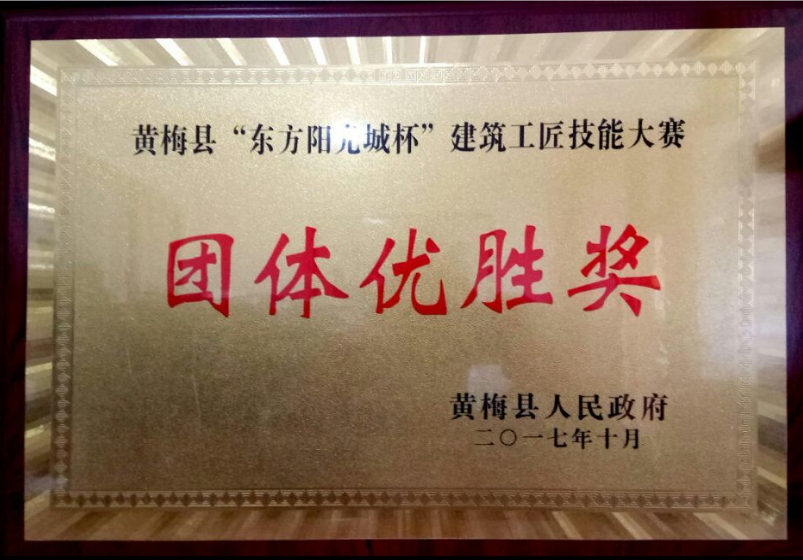 黄梅县“东方阳光城杯”建筑工匠技能大赛
团体优胜奖
黄梅县人民政府
二〇一七年十月